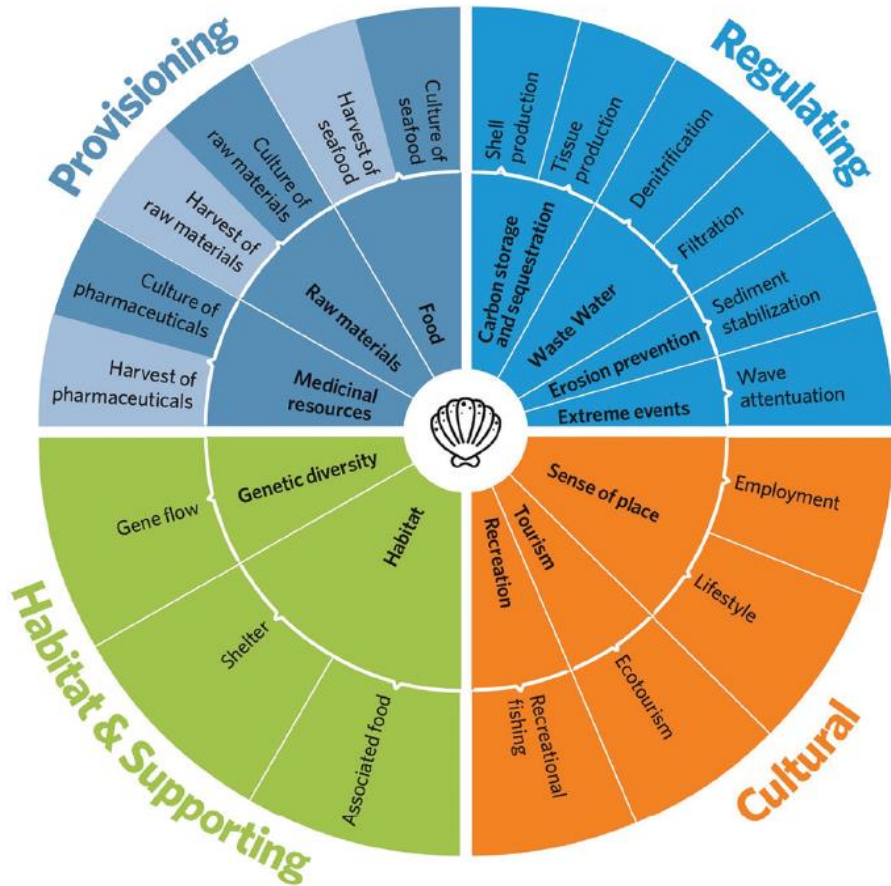 Provisioning
Harvest of
pharmaceuticals
Culture of
pharmaceuticals
Harvest of
raw materials
Culture of
raw materials
Harvest of
seafood
Culture of
seafood
Medicinal
resources
Raw materials
Food
Regulating
Shell
production
Tissue
production
Denitrification
Filtration
Sediment
stabilization
Wave
attentuation
Carbon storage
and sequestration
Waste Water
Erosion prevention
Extreme events
Cultural
Employment
Lifestyle
Ecotourism
Recreational
fishing
Sense of place
Tourism
Recreation
Habitat & Supporting
Gene flow
Shelter
Associated food
Genetic diversity
Habitat